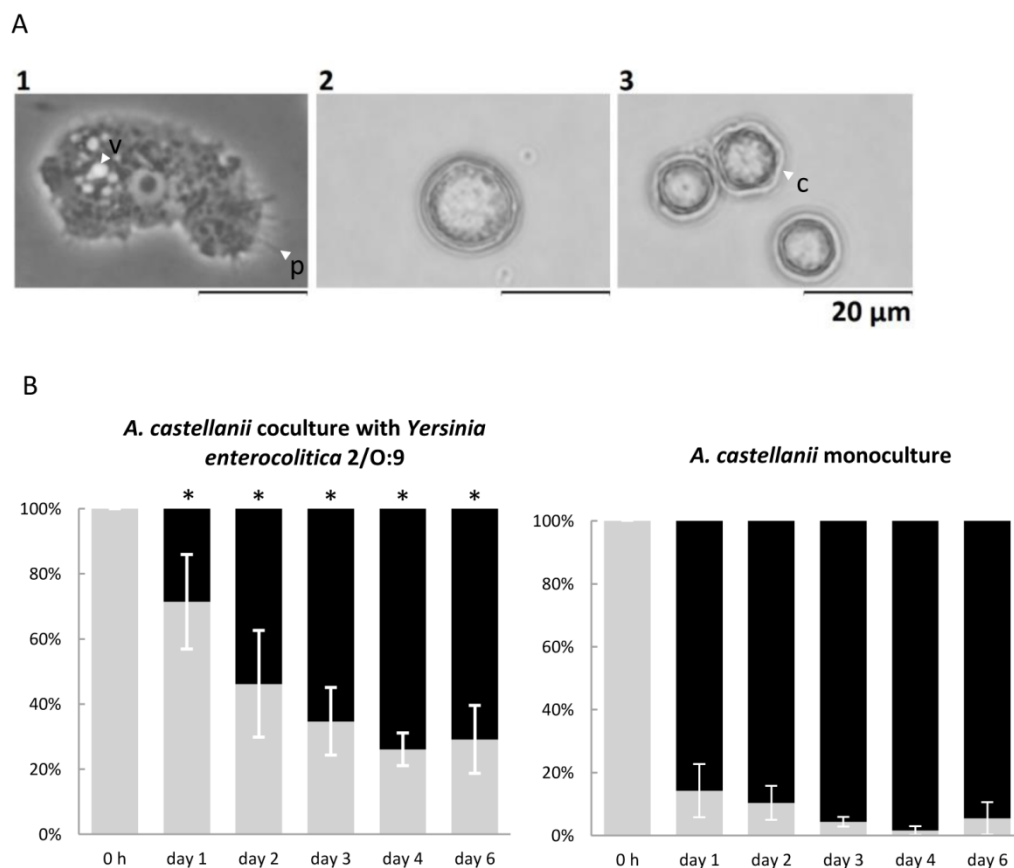 A
1
2
3
v
p
c
20 µm
B
A. castellanii coculture with Yersinia
enterocolitica 2/O:9
* * * * *
100%
80%
60%
40%
20%
0%
0 h day 1 day 2 day 3 day 4 day 6
A. castellanii monoculture
100%
80%
60%
40%
20%
0%
0 h day 1 day 2 day 3 day 4 day 6